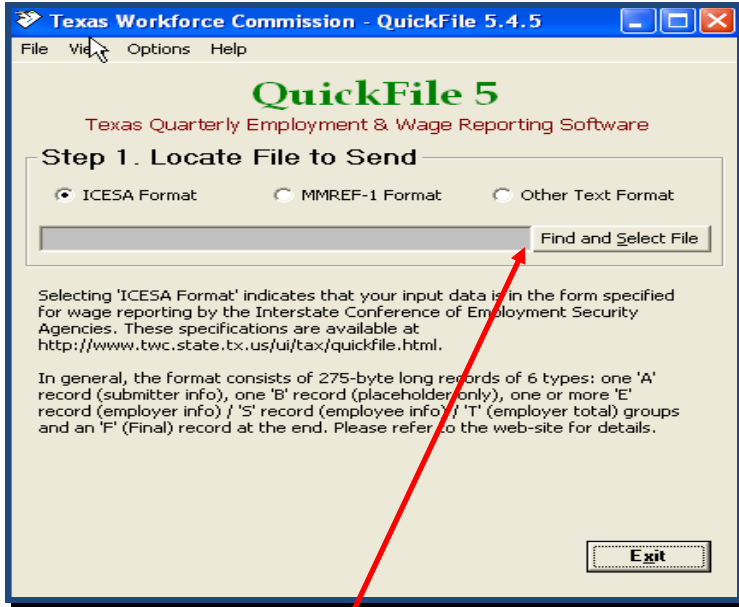 Texas Workforce Commission - QuickFile 5.4.5
File View Options Help
QuickFile 5
Texas Quarterly Employment & Wage Reporting Software
Step 1. Locate File to Send
ICESA Format MMREF-1 Format Other Text Format
Find and Select File
Selecting 'ICESA Format' indicates that your input data is in the form specified
for wage reporting by the Interstate Conference of Employment Security
Agencies. These specifications are available at
http://www.twc.state.tx.us/ui/tax/quickfile.html.
In general, the format consists of 275-byte long records of 6 types: one 'A'
record (submitter info), one 'B' record (placeholder only), one or more 'E'
record (employer info) / 'S' record (employee info) / 'T' (employer total) groups
and an 'F' (Final) record at the end. Please refer to the web-site for details.
Exit